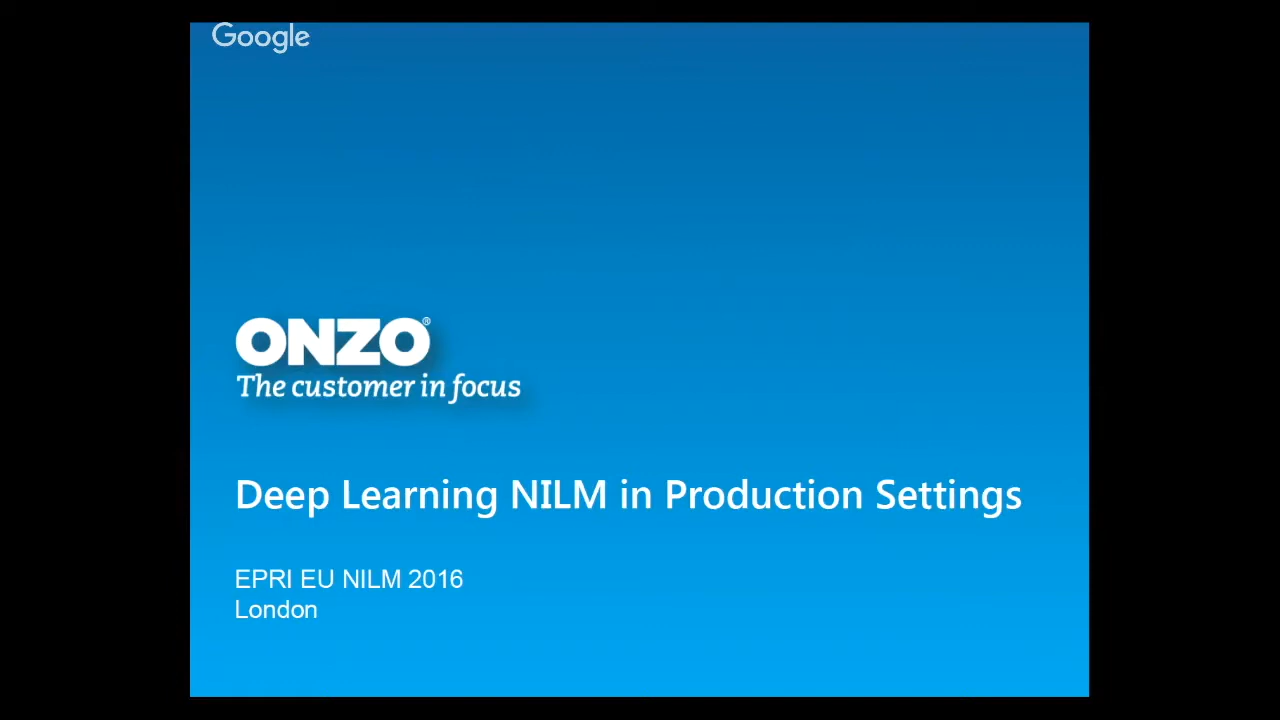 Google
ONZO®
The customer in focus
Deep Learning NILM in Production Settings
EPRI EU NILM 2016
London